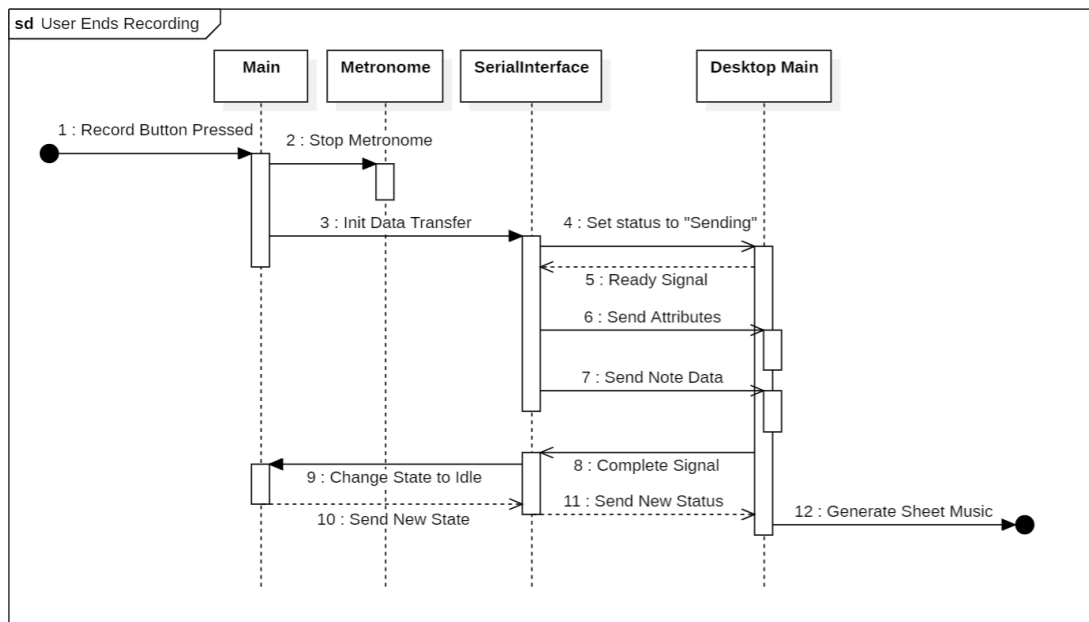 sd User Ends Recording
Main
Metronome
SerialInterface
Desktop Main
1 : Record Button Pressed
2 : Stop Metronome
3 : Init Data Transfer
4 : Set status to "Sending"
5 : Ready Signal
6 : Send Attributes
7 : Send Note Data
8 : Complete Signal
9 : Change State to Idle
10 : Send New State
11 : Send New Status
12 : Generate Sheet Music